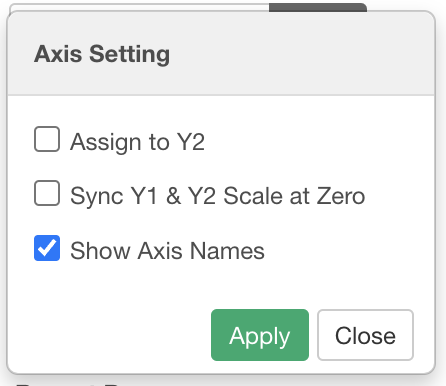 Axis Setting
Assign to Y2
Sync Y1 & Y2 Scale at Zero
Show Axis Names
Apply Close